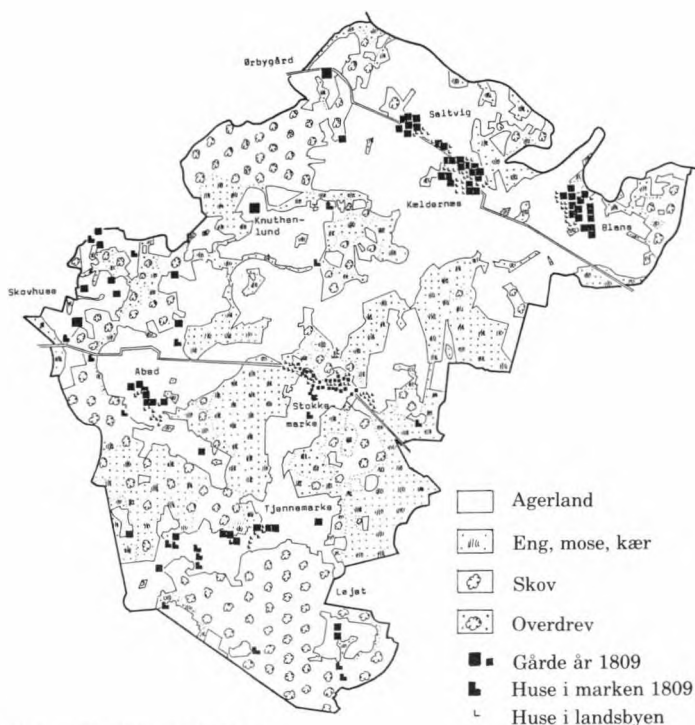 Ørbygård
Saltvig
Kældernæs
Blans
Knuthen-
lund
Skovhuse
Abed
Stokke-
marke
Tjennemarke
Løjet
Agerland
Eng, mose, kær
Skov
Overdrev
Gårde år 1809
Huse i marken 1809
Huse i landsbyen